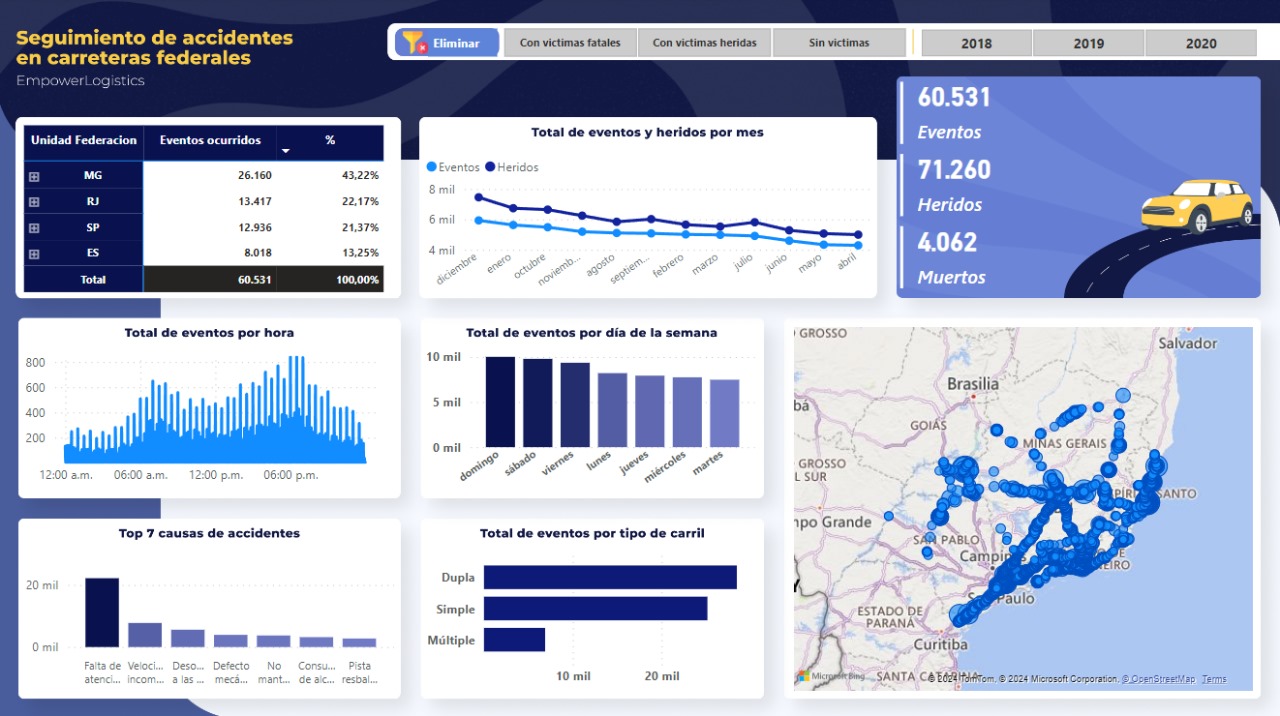 Seguimiento de accidentes
en carreteras federales
EmpowerLogistics
Eliminar
Con victimas fatales
Con victimas heridas
Sin victimas
2018
2019
2020
60.531
Eventos
71.260
Heridos
4.062
Muertos
Unidad Federacion Eventos ocurridos %
MG 26.160 43,22%
RJ 13.417 22,17%
SP 12.936 21,37%
ES 8.018 13,25%
Total 60.531 100,00%
Total de eventos y heridos por mes
Eventos Heridos
8 mil
6 mil
4 mil
diciembre enero octubre noviemb... agosto septiem... febrero marzo julio junio mayo abril
Total de eventos por hora
800
600
400
200
12:00 a.m. 06:00 a.m. 12:00 p.m. 06:00 p.m.
Total de eventos por día de la semana
10 mil
5 mil
0 mil
domingo sábado viernes lunes jueves miércoles martes
Top 7 causas de accidentes
20 mil
0 mil
Falta de Veloci... Deso... Defecto No Consu... Pista
atenci... incom... a las ... mecá... mant... de alc... resbal...
Total de eventos por tipo de carril
Dupla
Simple
Múltiple
10 mil 20 mil
GROSSO
Salvador
Brasilia
GOIÁS
MINAS GERAIS
GROSSO
L SUR
SANTO
mpo Grande
SAN PABLO
Campin
EIRO
Paulo
ESTADO DE
PARANÁ
Curitiba
SANTA
Microsoft Bing
© 2024 TomTom, © 2024 Microsoft Corporation, © OpenStreetMap Terms